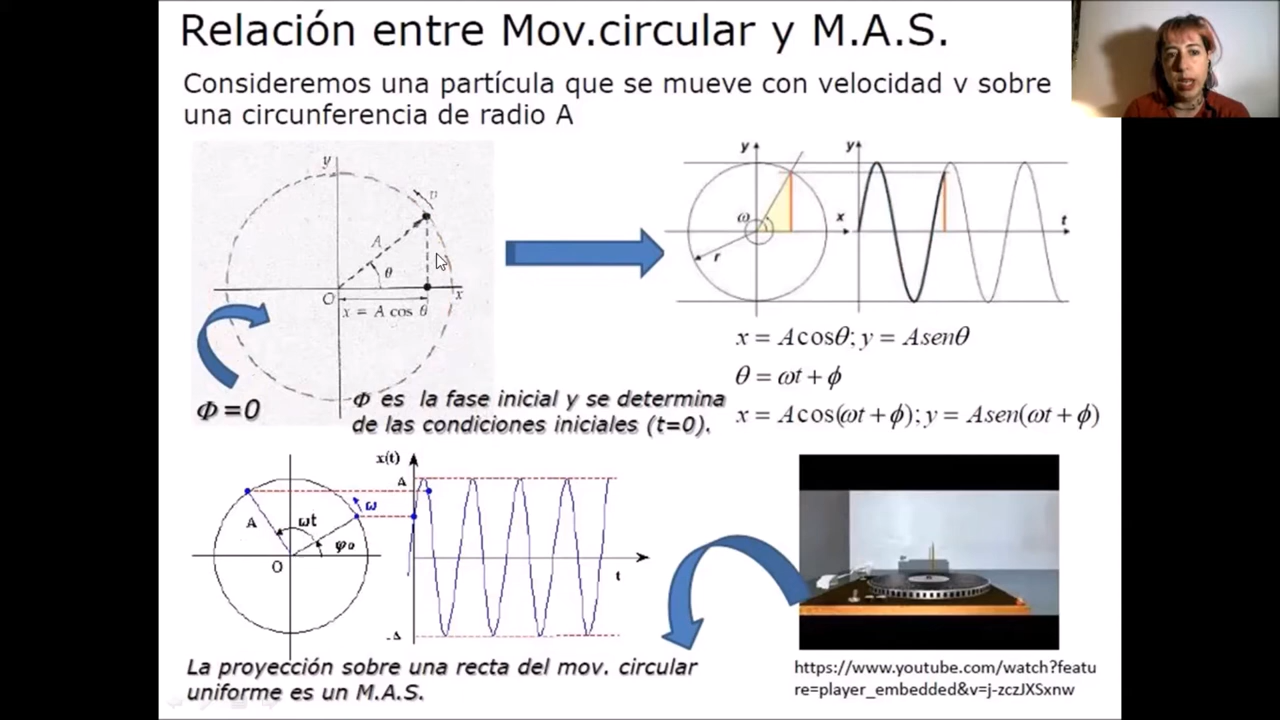 Relación entre Mov.circular y M.A.S.
Consideremos una partícula que se mueve con velocidad v sobre
una circunferencia de radio A
y
υ
A
θ
O
x
x = A cos θ
Φ=0
Φ es la fase inicial y se determina
de las condiciones iniciales (t=0).
y
ω
x
r
y
t
x = Acosθ; y = Asenθ
θ = ωt + ϕ
x = Acos(ωt + ϕ); y = Asen(ωt + ϕ)
A
ωt
ω
φo
O
x(t)
A
t
-A
La proyección sobre una recta del mov. circular
uniforme es un M.A.S.
https://www.youtube.com/watch?featu
re=player_embedded&v=j-zczJXSxnw